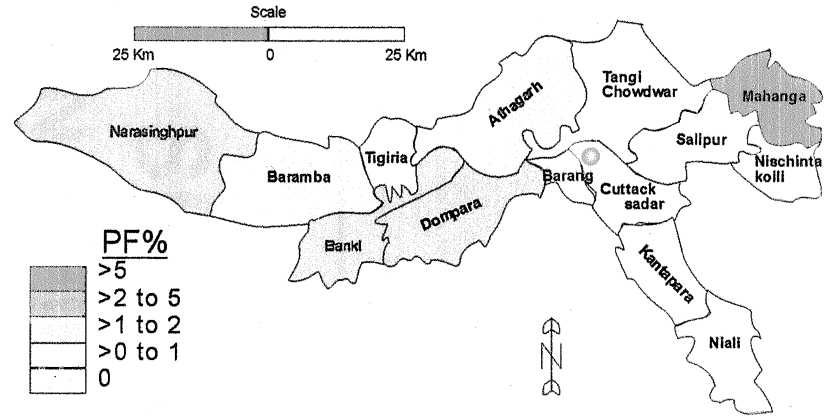 Scale
25 Km 0 25 Km
Narasinghpur
Baramba
Tigiria
Athagarh
Tangi
Chowdwar
Mahanga
Salipur
Nischinta
koili
Barang
Cuttack
sadar
Banki
Dompara
Kantapara
Niali
PF%
>5
>2 to 5
>1 to 2
>0 to 1
0
N